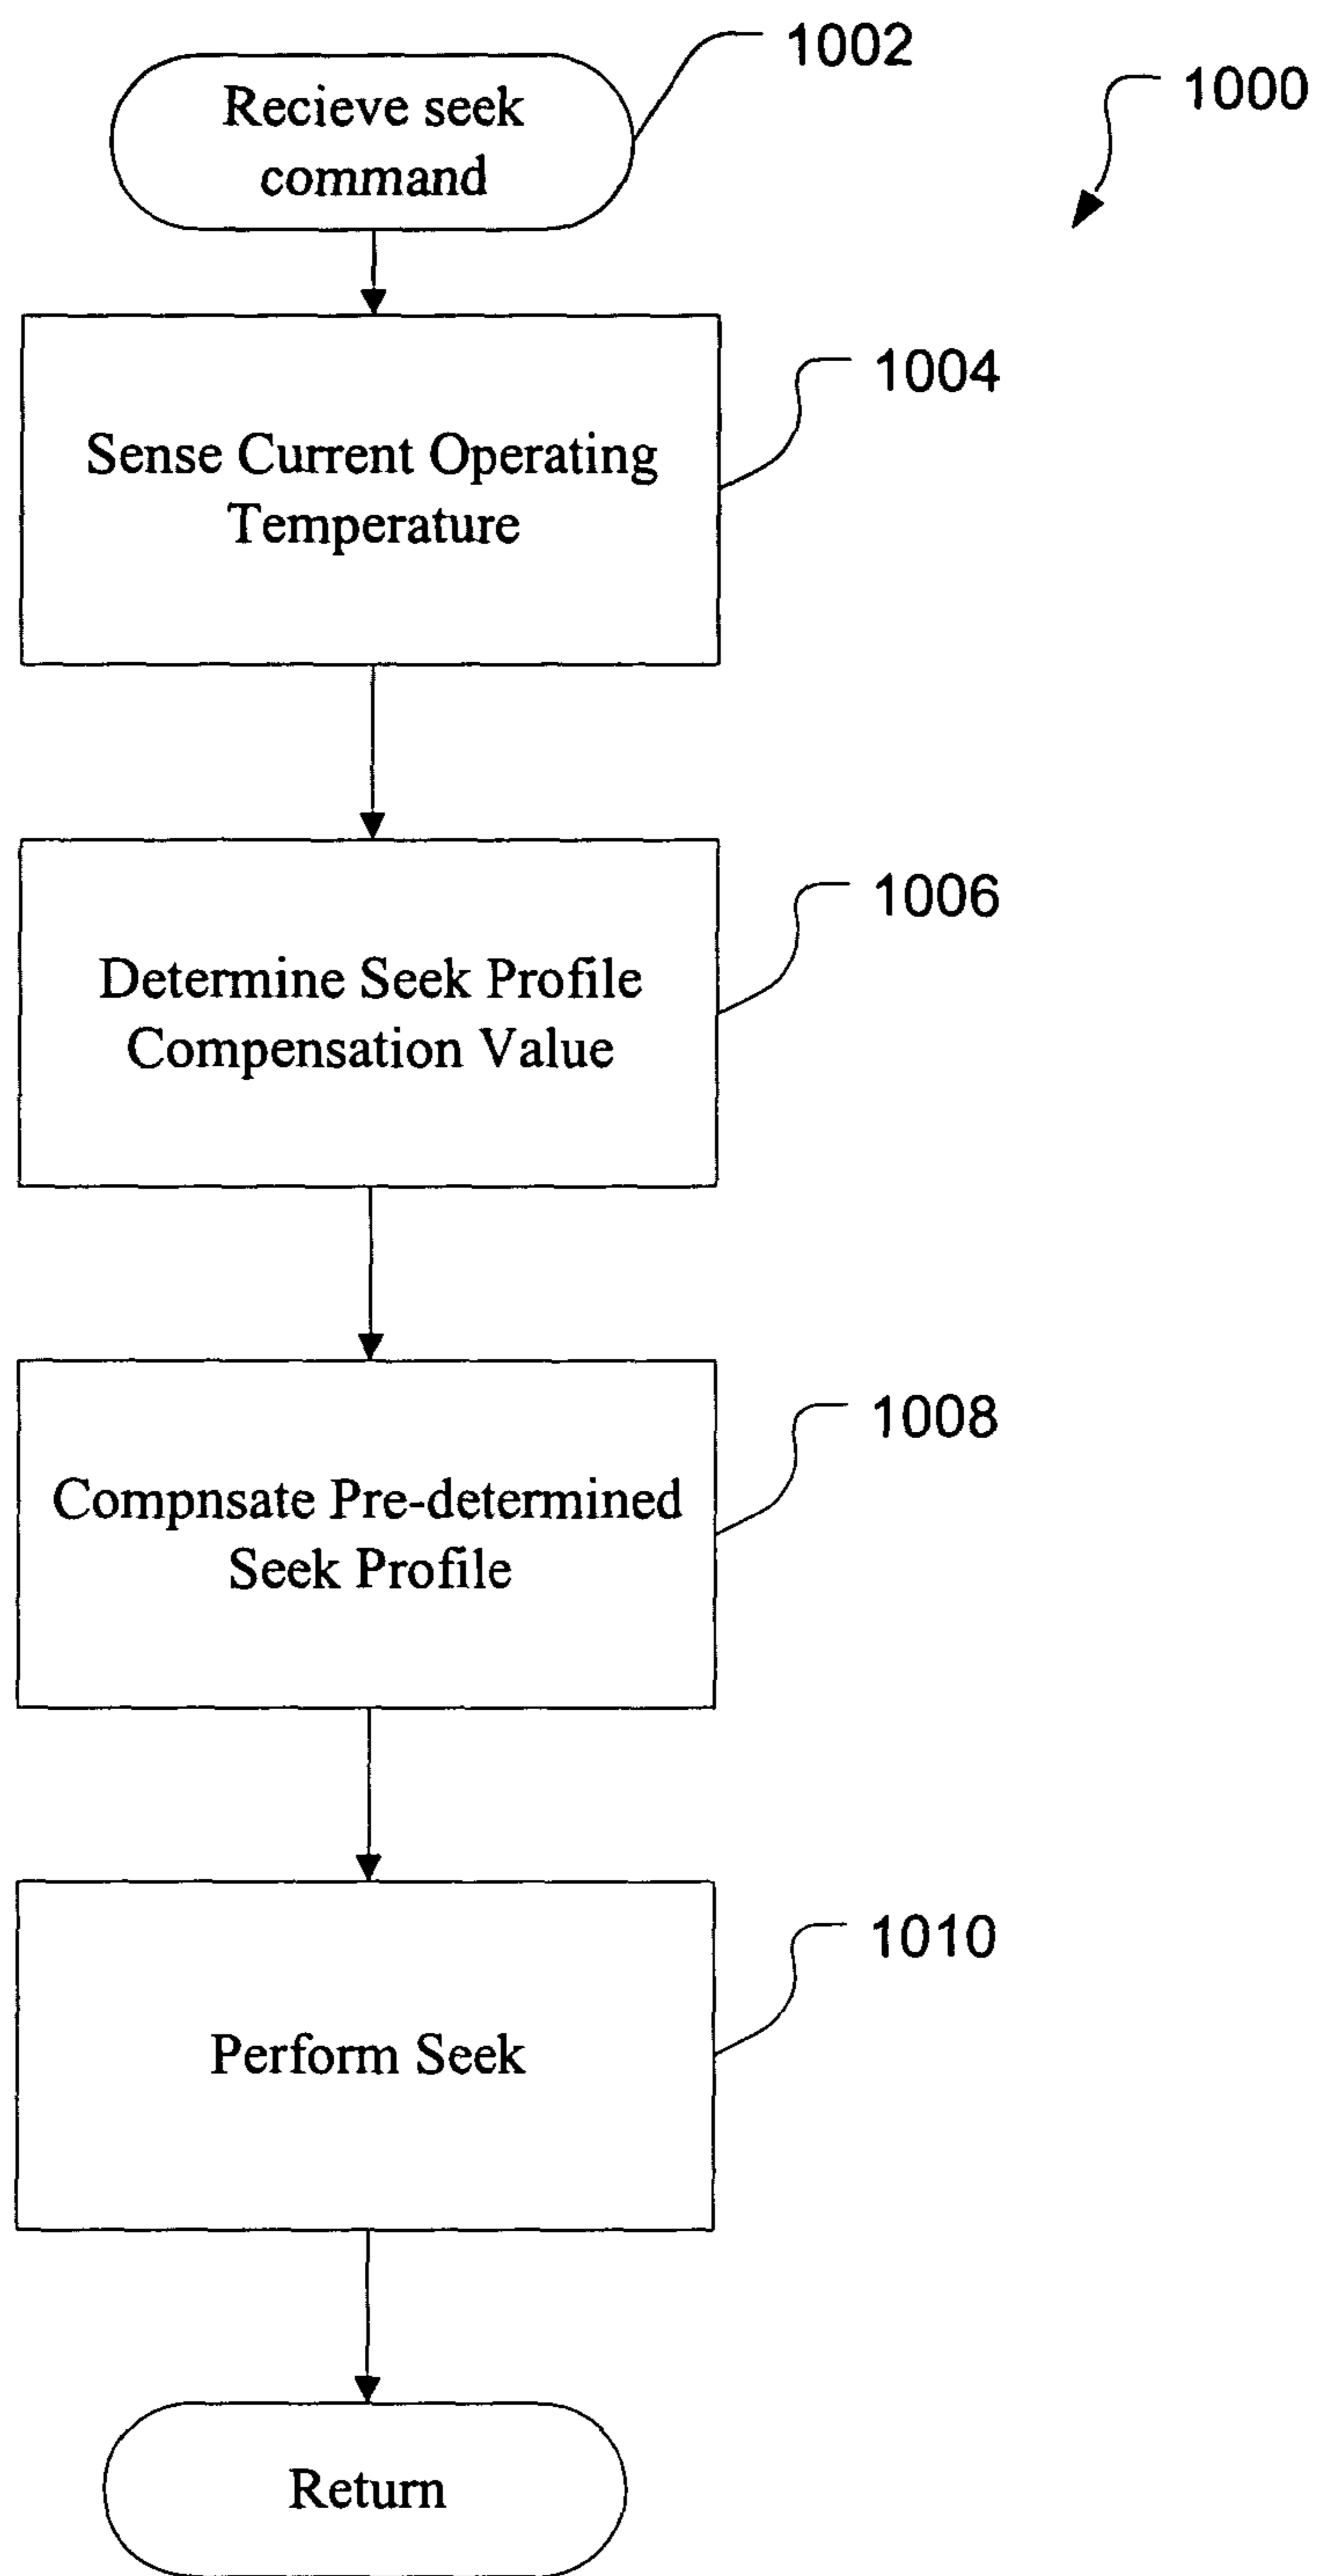 1002
1000
Recieve seek
command
1004
Sense Current Operating
Temperature
1006
Determine Seek Profile
Compensation Value
1008
Compnsate Pre-determined
Seek Profile
1010
Perform Seek
Return